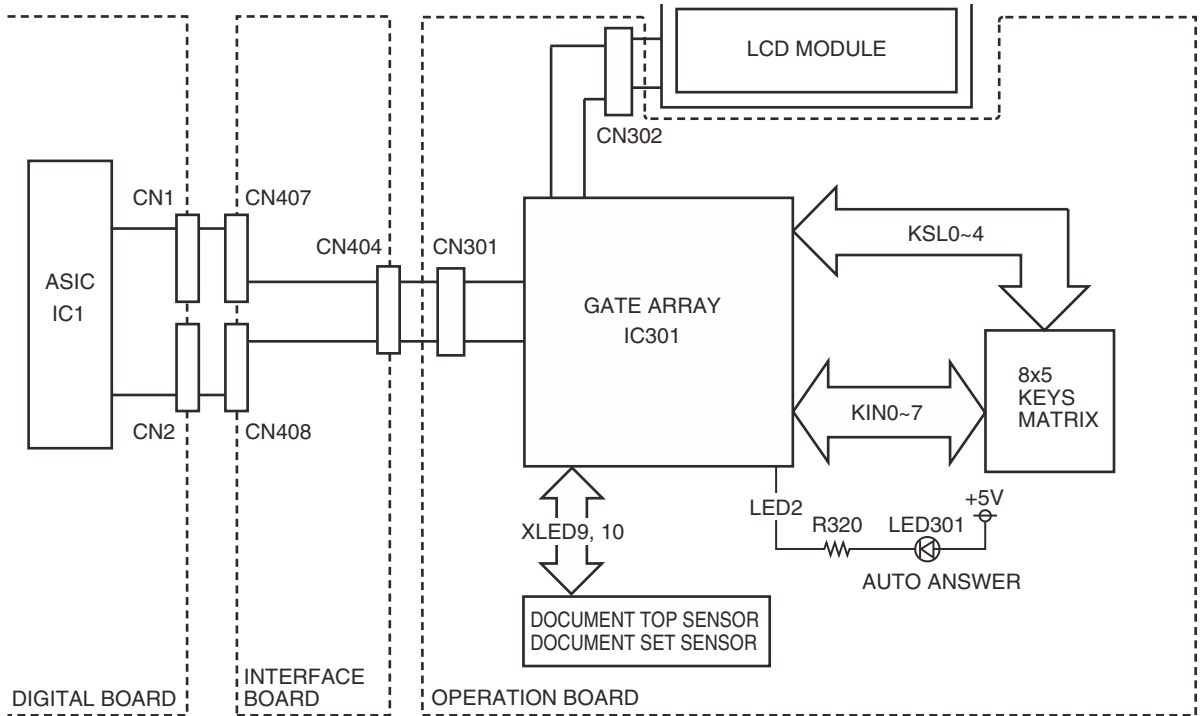 LCD MODULE
CN302
CN1
CN407
CN404
CN301
KSL0~4
ASIC
IC1
GATE ARRAY
IC301
8x5
KEYS
MATRIX
KIN0~7
CN2
CN408
+5V
LED2
R320
LED301
XLED9, 10
AUTO ANSWER
DOCUMENT TOP SENSOR
DOCUMENT SET SENSOR
DIGITAL BOARD
INTERFACE
BOARD
OPERATION BOARD